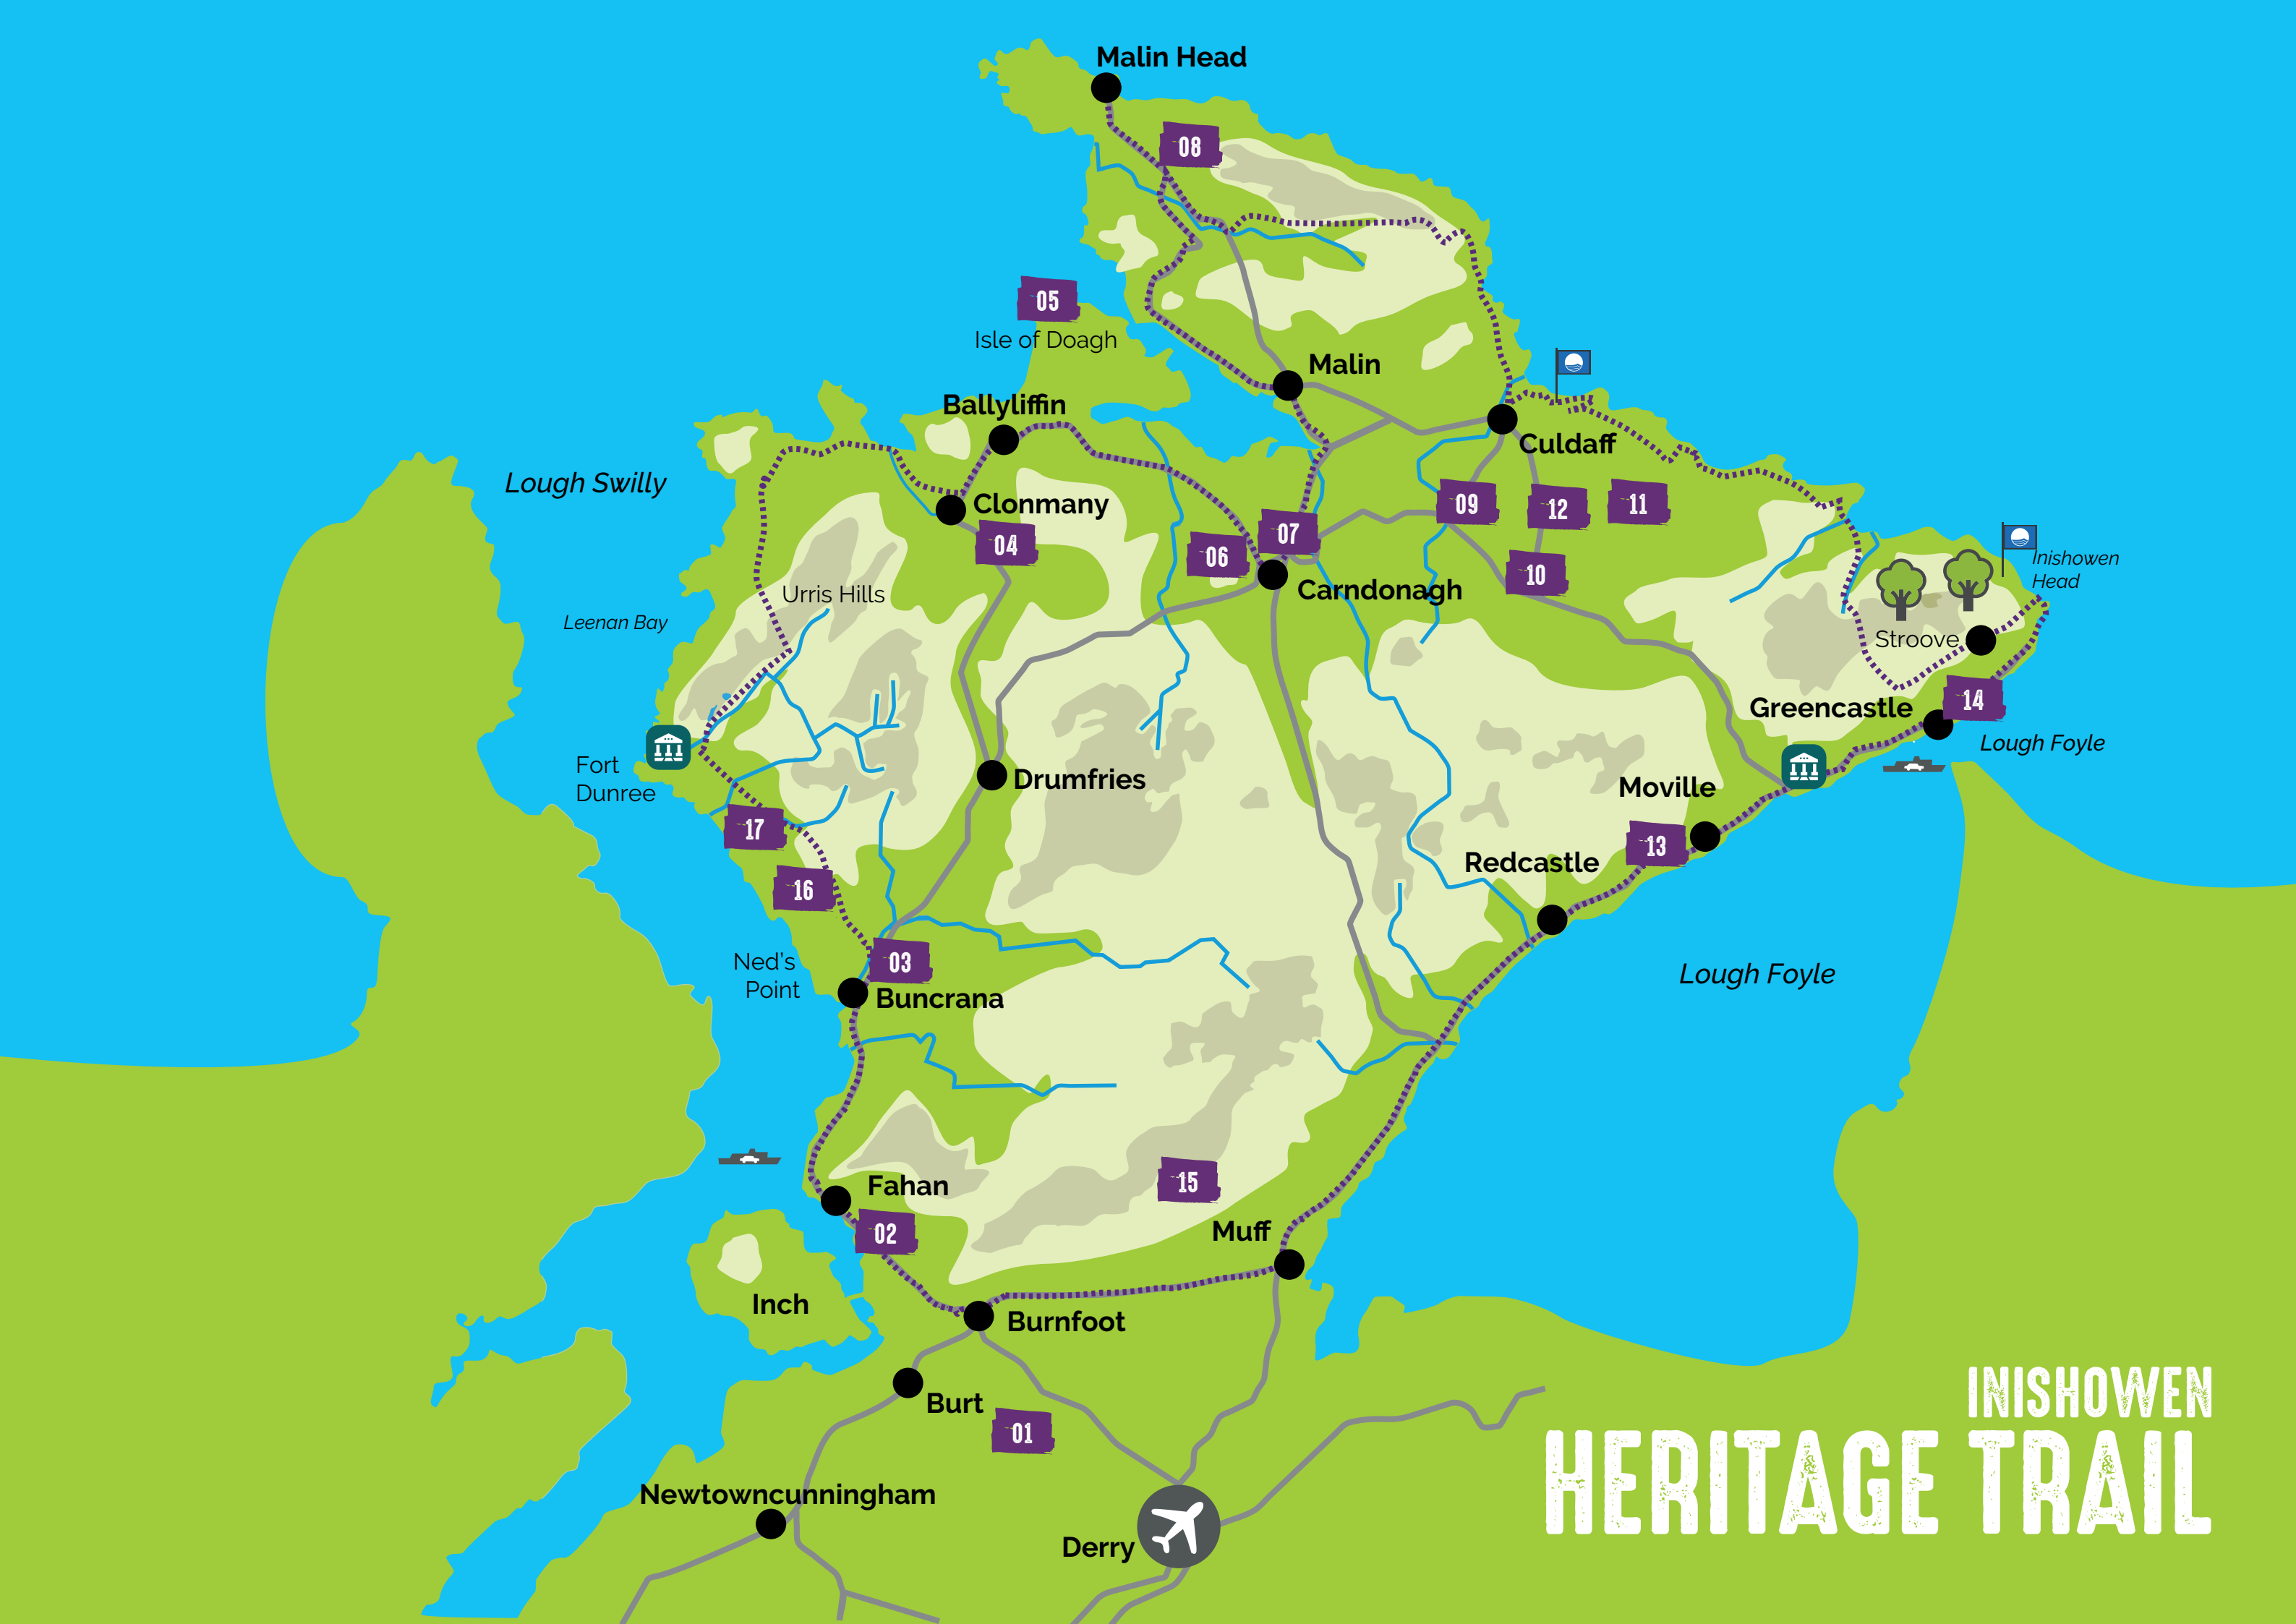 Malin Head
08
05
Isle of Doagh
Malin
Ballyliffin
Culdaff
Lough Swilly
Clonmany
09
12
11
07
04
06
10
Carndonagh
Inishowen
Head
Urris Hills
Leenan Bay
Stroove
14
Greencastle
Lough Foyle
Fort
Dunree
Drumfries
Moville
17
13
Redcastle
16
03
Ned's
Point
Buncrana
Lough Foyle
Fahan
15
02
Muff
Inch
Burnfoot
Burt
01
Newtowncunningham
Derry
INISHOWEN
HERITAGE TRAIL